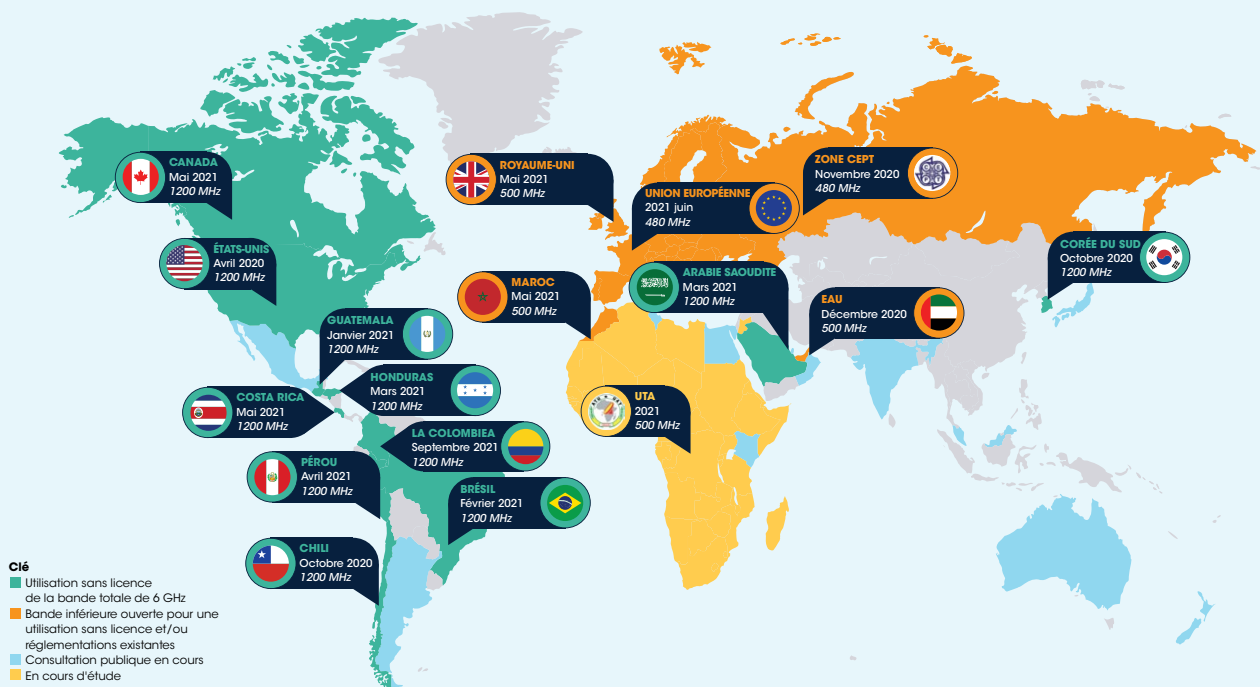 CANADA
Mai 2021
1200 MHz
ÉTATS-UNIS
Avril 2020
1200 MHz
ROYAUME-UNI
Mai 2021
500 MHz
UNION EUROPÉENNE
2021 juin
480 MHz
ZONE CEPT
Novembre 2020
480 MHz
CORÉE DU SUD
Octobre 2020
1200 MHz
MAROC
Mai 2021
500 MHz
ARABIE SAOUDITE
Mars 2021
1200 MHz
EAU
Décembre 2020
500 MHz
GUATEMALA
Janvier 2021
1200 MHz
HONDURAS
Mars 2021
1200 MHz
COSTA RICA
Mai 2021
1200 MHz
UTA
2021
500 MHz
LA COLOMBIEA
Septembre 2021
1200 MHz
PÉROU
Avril 2021
1200 MHz
BRÉSIL
Février 2021
1200 MHz
CHILI
Octobre 2020
1200 MHz
Clé
Utilisation sans licence
de la bande totale de 6 GHz
Bande inférieure ouverte pour une
utilisation sans licence et/ou
réglementations existantes
Consultation publique en cours
En cours d'étude